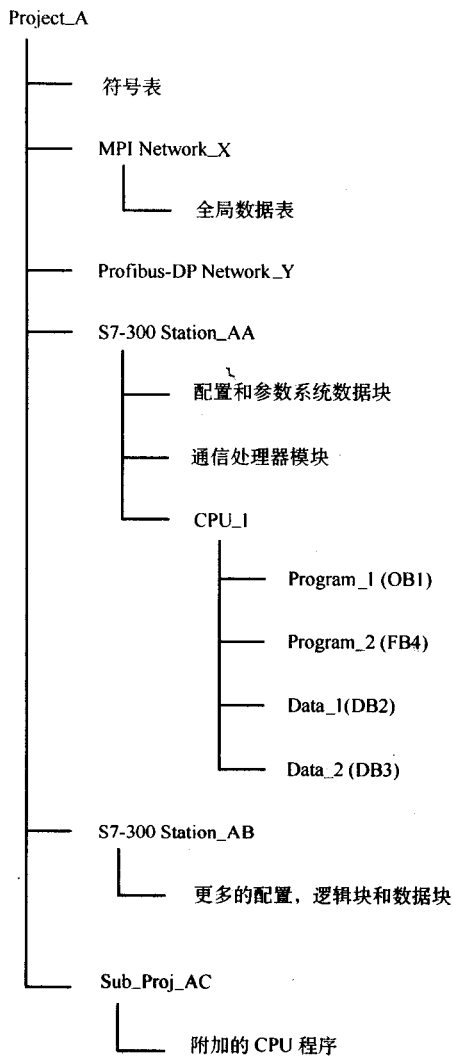 Project_A
符号表
MPI Network_X
全局数据表
Profibus-DP Network_Y
S7-300 Station_AA
配置和参数系统数据块
通信处理器模块
CPU_1
Program_1 (OB1)
Program_2 (FB4)
Data_1(DB2)
Data_2 (DB3)
S7-300 Station_AB
更多的配置，逻辑块和数据块
Sub_Proj_AC
附加的 CPU 程序